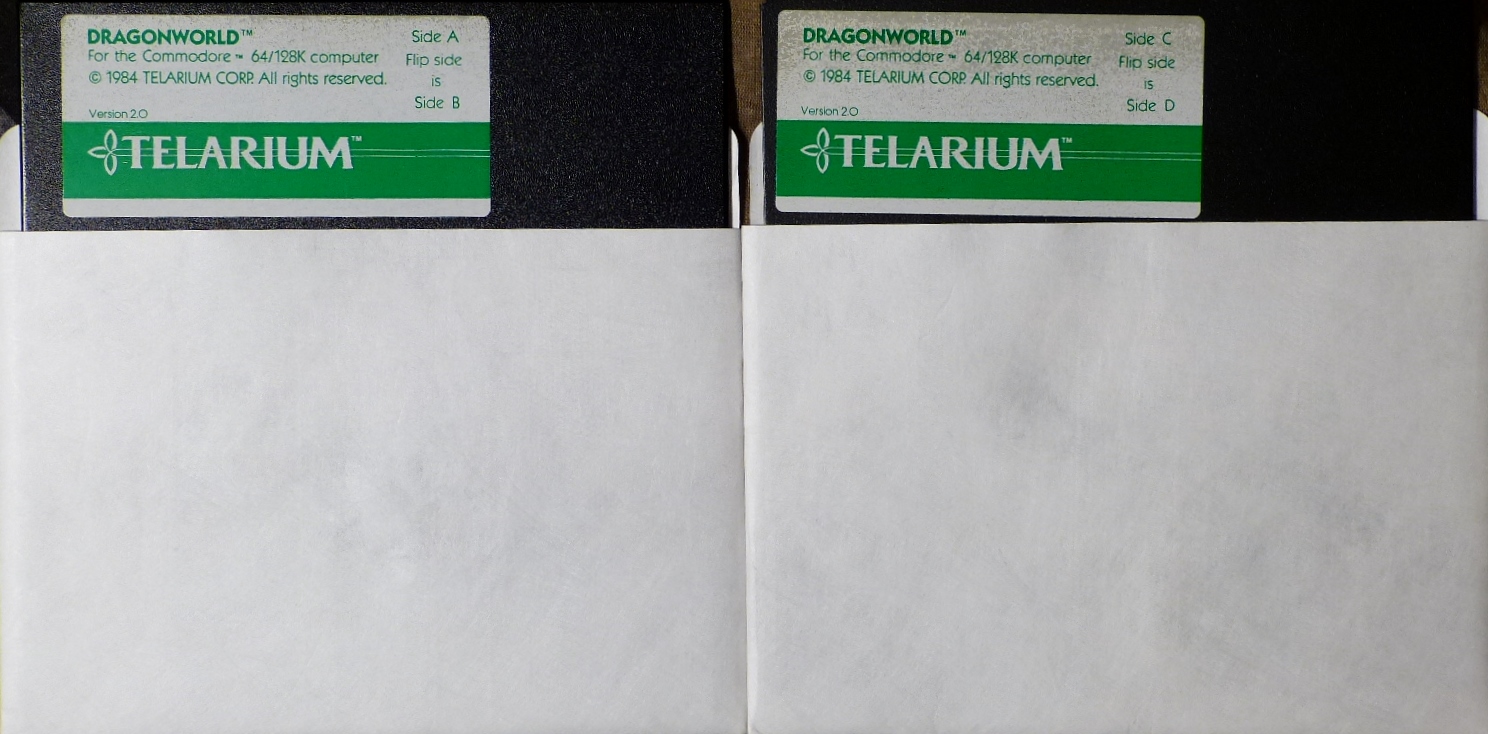 DRAGONWORLD™
For the Commodore™ 64/128K computer
© 1984 TELARIUM CORP. All rights reserved.
Version 2.0
Side A
Flip side
is
Side B
TELARIUM™
DRAGONWORLD™
For the Commodore™ 64/128K computer
© 1984 TELARIUM CORP. All rights reserved.
Version 2.0
Side C
Flip side
is
Side D
TELARIUM™